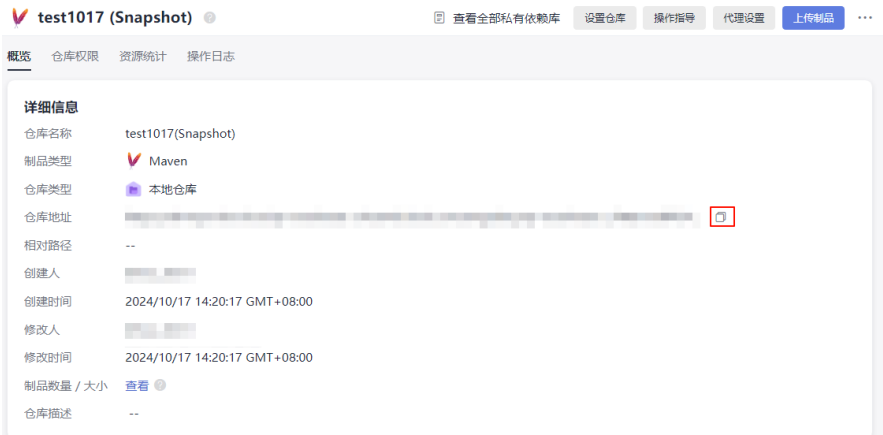 test1017 (Snapshot) ? 查看全部私有依赖库 设置仓库 操作指导 代理设置 上传制品 ...
概览 仓库权限 资源统计 操作日志
详细信息
仓库名称 test1017(Snapshot)
制品类型 Maven
仓库类型 本地仓库
仓库地址
相对路径 --
创建人
创建时间 2024/10/17 14:20:17 GMT+08:00
修改人
修改时间 2024/10/17 14:20:17 GMT+08:00
制品数量 / 大小 查看 ?
仓库描述 --